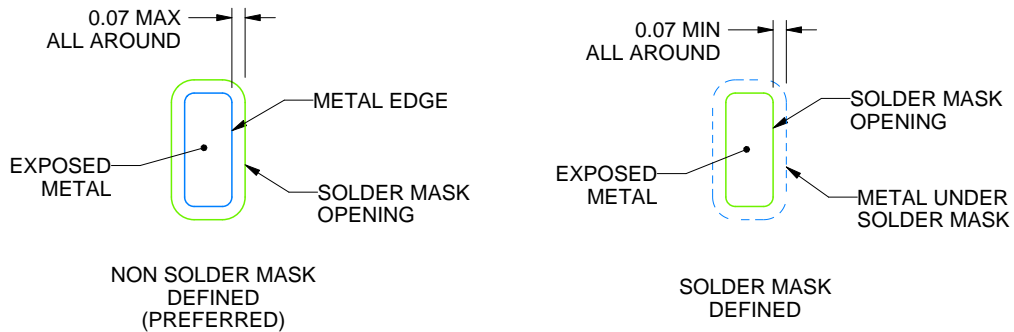 0.07 MAX
ALL AROUND
METAL EDGE
EXPOSED
METAL
SOLDER MASK
OPENING
NON SOLDER MASK
DEFINED
(PREFERRED)
0.07 MIN
ALL AROUND
SOLDER MASK
OPENING
EXPOSED
METAL
METAL UNDER
SOLDER MASK
SOLDER MASK
DEFINED